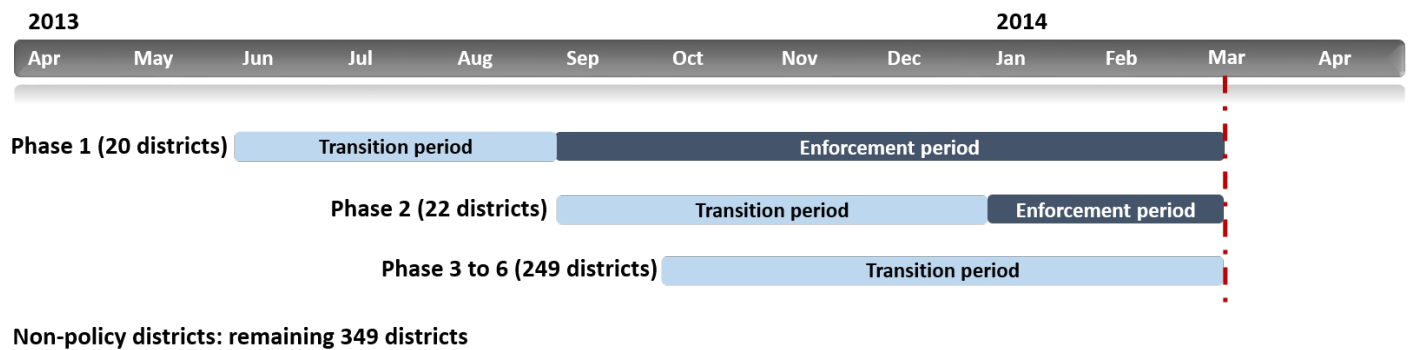 2013 2014
Apr May Jun Jul Aug Sep Oct Nov Dec Jan Feb Mar Apr
Phase 1 (20 districts) Transition period Enforcement period
Phase 2 (22 districts) Transition period Enforcement period
Phase 3 to 6 (249 districts) Transition period
Non-policy districts: remaining 349 districts